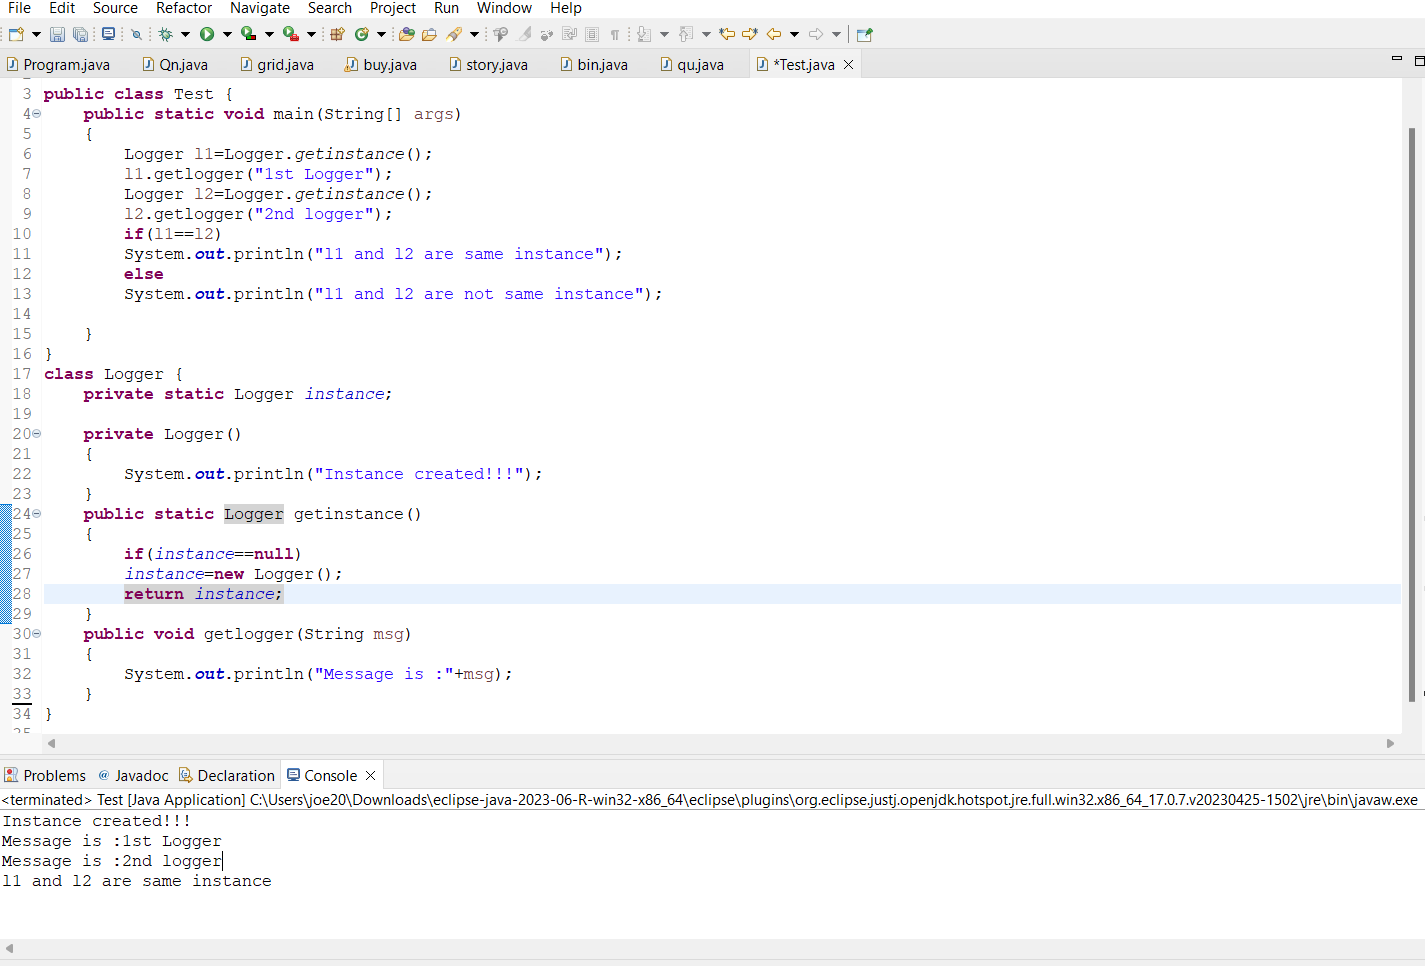 File Edit Source Refactor Navigate Search Project Run Window Help
Program.java Qn.java grid.java buy.java story.java bin.java qu.java *Test.java
3 public class Test {
4 public static void main(String[] args)
5 {
6 Logger l1=Logger.getinstance();
7 l1.getlogger("1st Logger");
8 Logger l2=Logger.getinstance();
9 l2.getlogger("2nd logger");
10 if(l1==l2)
11 System.out.println("l1 and l2 are same instance");
12 else
13 System.out.println("l1 and l2 are not same instance");
14
15 }
16 }
17 class Logger {
18 private static Logger instance;
19
20 private Logger()
21 {
22 System.out.println("Instance created!!!");
23 }
24 public static Logger getinstance()
25 {
26 if(instance==null)
27 instance=new Logger();
28 return instance;
29 }
30 public void getlogger(String msg)
31 {
32 System.out.println("Message is :"+msg);
33 }
34 }
Problems @ Javadoc Declaration Console
<terminated> Test [Java Application] C:\Users\joe20\Downloads\eclipse-java-2023-06-R-win32-x86_64\eclipse\plugins\org.eclipse.justj.openjdk.hotspot.jre.full.win32.x86_64_17.0.7.v20230425-1502\jre\bin\javaw.exe
Instance created!!!
Message is :1st Logger
Message is :2nd logger
l1 and l2 are same instance